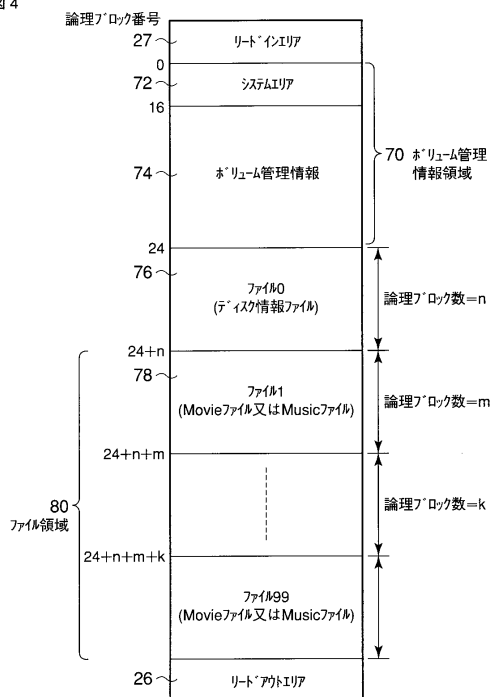 図4
論理ブロック番号
27
リードインエリア
0
72
システムエリア
16
74
ボリューム管理情報
70 ボリューム管理
情報領域
24
76
ファイル0
(ディスク情報ファイル)
論理ブロック数=n
24+n
78
ファイル1
(Movieファイル又はMusicファイル)
論理ブロック数=m
24+n+m
80
ファイル領域
論理ブロック数=k
24+n+m+k
ファイル99
(Movieファイル又はMusicファイル)
26
リードアウトエリア